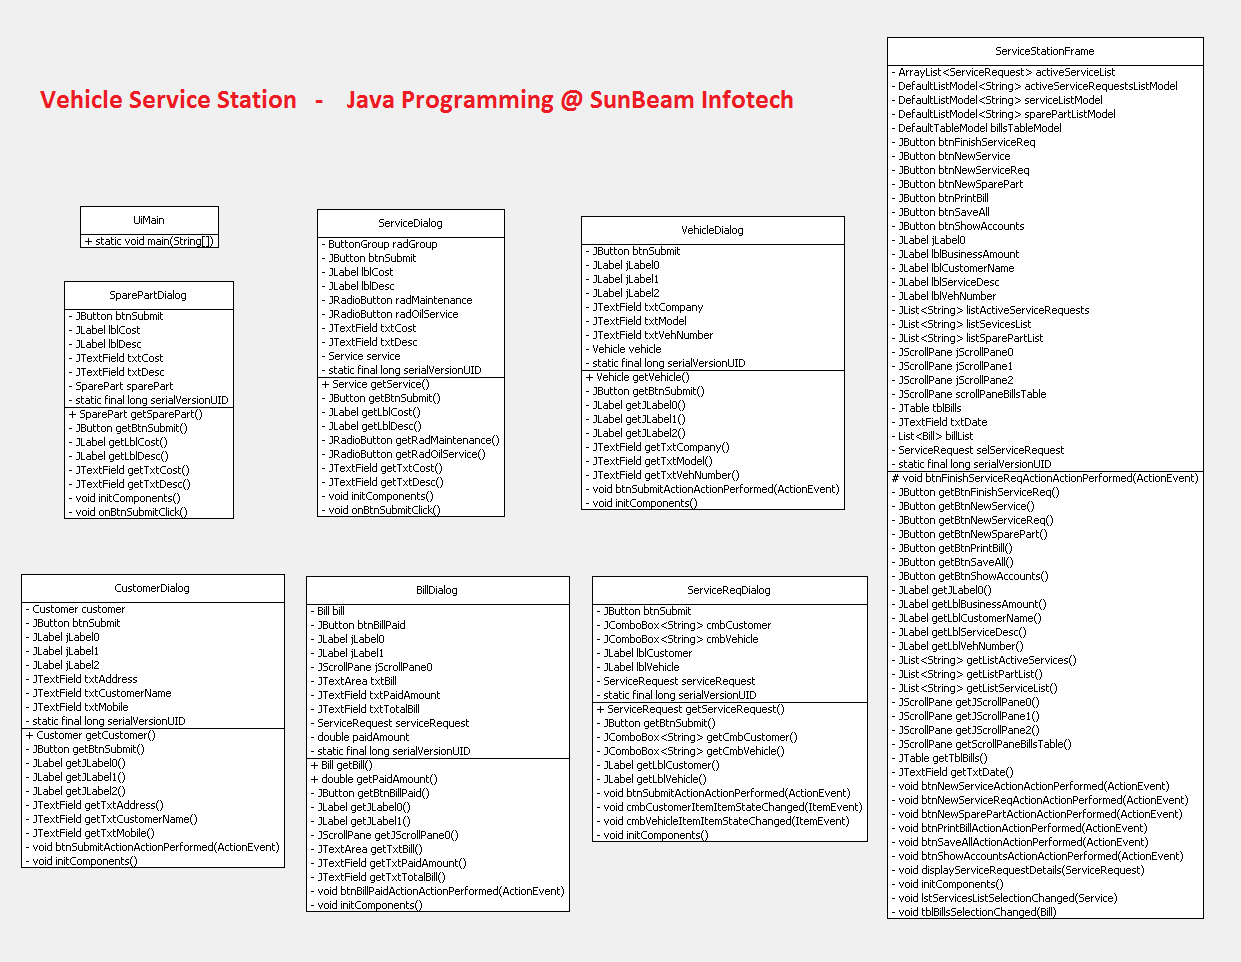 Vehicle Service Station - Java Programming @ SunBeam Infotech
UiMain
+ static void main(String[])
SparePartDialog
- JButton btnSubmit
- JLabel lblCost
- JLabel lblDesc
- JTextField txtCost
- JTextField txtDesc
- SparePart sparePart
- static final long serialVersionUID
+ SparePart getSparePart()
- JButton getBtnSubmit()
- JLabel getLblCost()
- JLabel getLblDesc()
- JTextField getTxtCost()
- JTextField getTxtDesc()
- void initComponents()
- void onBtnSubmitClick()
ServiceDialog
- ButtonGroup radGroup
- JButton btnSubmit
- JLabel lblCost
- JLabel lblDesc
- JRadioButton radMaintenance
- JRadioButton radOilService
- JTextField txtCost
- JTextField txtDesc
- Service service
- static final long serialVersionUID
+ Service getService()
- JButton getBtnSubmit()
- JLabel getLblCost()
- JLabel getLblDesc()
- JRadioButton getRadMaintenance()
- JRadioButton getRadOilService()
- JTextField getTxtCost()
- JTextField getTxtDesc()
- void initComponents()
- void onBtnSubmitClick()
VehicleDialog
- JButton btnSubmit
- JLabel jLabel0
- JLabel jLabel1
- JLabel jLabel2
- JTextField txtCompany
- JTextField txtModel
- JTextField txtVehNumber
- Vehicle vehicle
- static final long serialVersionUID
+ Vehicle getVehicle()
- JButton getBtnSubmit()
- JLabel getJLabel0()
- JLabel getJLabel1()
- JLabel getJLabel2()
- JTextField getTxtCompany()
- JTextField getTxtModel()
- JTextField getTxtVehNumber()
- void btnSubmitActionActionPerformed(ActionEvent)
- void initComponents()
CustomerDialog
- Customer customer
- JButton btnSubmit
- JLabel jLabel0
- JLabel jLabel1
- JLabel jLabel2
- JTextField txtAddress
- JTextField txtCustomerName
- JTextField txtMobile
- static final long serialVersionUID
+ Customer getCustomer()
- JButton getBtnSubmit()
- JLabel getJLabel0()
- JLabel getJLabel1()
- JLabel getJLabel2()
- JTextField getTxtAddress()
- JTextField getTxtCustomerName()
- JTextField getTxtMobile()
- void btnSubmitActionActionPerformed(ActionEvent)
- void initComponents()
BillDialog
- Bill bill
- JButton btnBillPaid
- JLabel jLabel0
- JLabel jLabel1
- JScrollPane jScrollPane0
- JTextArea txtBill
- JTextField txtPaidAmount
- JTextField txtTotalBill
- ServiceRequest serviceRequest
- double paidAmount
- static final long serialVersionUID
+ Bill getBill()
+ double getPaidAmount()
- JButton getBtnBillPaid()
- JLabel getJLabel0()
- JLabel getJLabel1()
- JScrollPane getJScrollPane0()
- JTextArea getTxtBill()
- JTextField getTxtPaidAmount()
- JTextField getTxtTotalBill()
- void btnBillPaidActionActionPerformed(ActionEvent)
- void initComponents()
ServiceReqDialog
- JButton btnSubmit
- JComboBox<String> cmbCustomer
- JComboBox<String> cmbVehicle
- JLabel lblCustomer
- JLabel lblVehicle
- ServiceRequest serviceRequest
- static final long serialVersionUID
+ ServiceRequest getServiceRequest()
- JButton getBtnSubmit()
- JComboBox<String> getCmbCustomer()
- JComboBox<String> getCmbVehicle()
- JLabel getLblCustomer()
- JLabel getLblVehicle()
- void btnSubmitActionActionPerformed(ActionEvent)
- void cmbCustomerItemItemStateChanged(ItemEvent)
- void cmbVehicleItemItemStateChanged(ItemEvent)
- void initComponents()
ServiceStationFrame
- ArrayList<ServiceRequest> activeServiceList
- DefaultListModel<String> activeServiceRequestsListModel
- DefaultListModel<String> serviceListModel
- DefaultListModel<String> sparePartListModel
- DefaultTableModel billsTableModel
- JButton btnFinishServiceReq
- JButton btnNewService
- JButton btnNewServiceReq
- JButton btnNewSparePart
- JButton btnPrintBill
- JButton btnSaveAll
- JButton btnShowAccounts
- JLabel jLabel0
- JLabel lblBusinessAmount
- JLabel lblCustomerName
- JLabel lblServiceDesc
- JLabel lblVehNumber
- JList<String> listActiveServiceRequests
- JList<String> listSevicesList
- JList<String> listSparePartList
- JScrollPane jScrollPane0
- JScrollPane jScrollPane1
- JScrollPane jScrollPane2
- JScrollPane scrollPaneBillsTable
- JTable tblBills
- JTextField txtDate
- List<Bill> billList
- ServiceRequest selServiceRequest
- static final long serialVersionUID
# void btnFinishServiceReqActionActionPerformed(ActionEvent)
- JButton getBtnFinishServiceReq()
- JButton getBtnNewService()
- JButton getBtnNewServiceReq()
- JButton getBtnNewSparePart()
- JButton getBtnPrintBill()
- JButton getBtnSaveAll()
- JButton getBtnShowAccounts()
- JLabel getJLabel0()
- JLabel getLblBusinessAmount()
- JLabel getLblCustomerName()
- JLabel getLblServiceDesc()
- JLabel getLblVehNumber()
- JList<String> getListActiveServices()
- JList<String> getListPartList()
- JList<String> getListServiceList()
- JScrollPane getJScrollPane0()
- JScrollPane getJScrollPane1()
- JScrollPane getJScrollPane2()
- JScrollPane getScrollPaneBillsTable()
- JTable getTblBills()
- JTextField getTxtDate()
- void btnNewServiceActionActionPerformed(ActionEvent)
- void btnNewServiceReqActionActionPerformed(ActionEvent)
- void btnNewSparePartActionActionPerformed(ActionEvent)
- void btnPrintBillActionActionPerformed(ActionEvent)
- void btnSaveAllActionActionPerformed(ActionEvent)
- void btnShowAccountsActionActionPerformed(ActionEvent)
- void displayServiceRequestDetails(ServiceRequest)
- void initComponents()
- void lstServicesListSelectionChanged(Service)
- void tblBillsSelectionChanged(Bill)